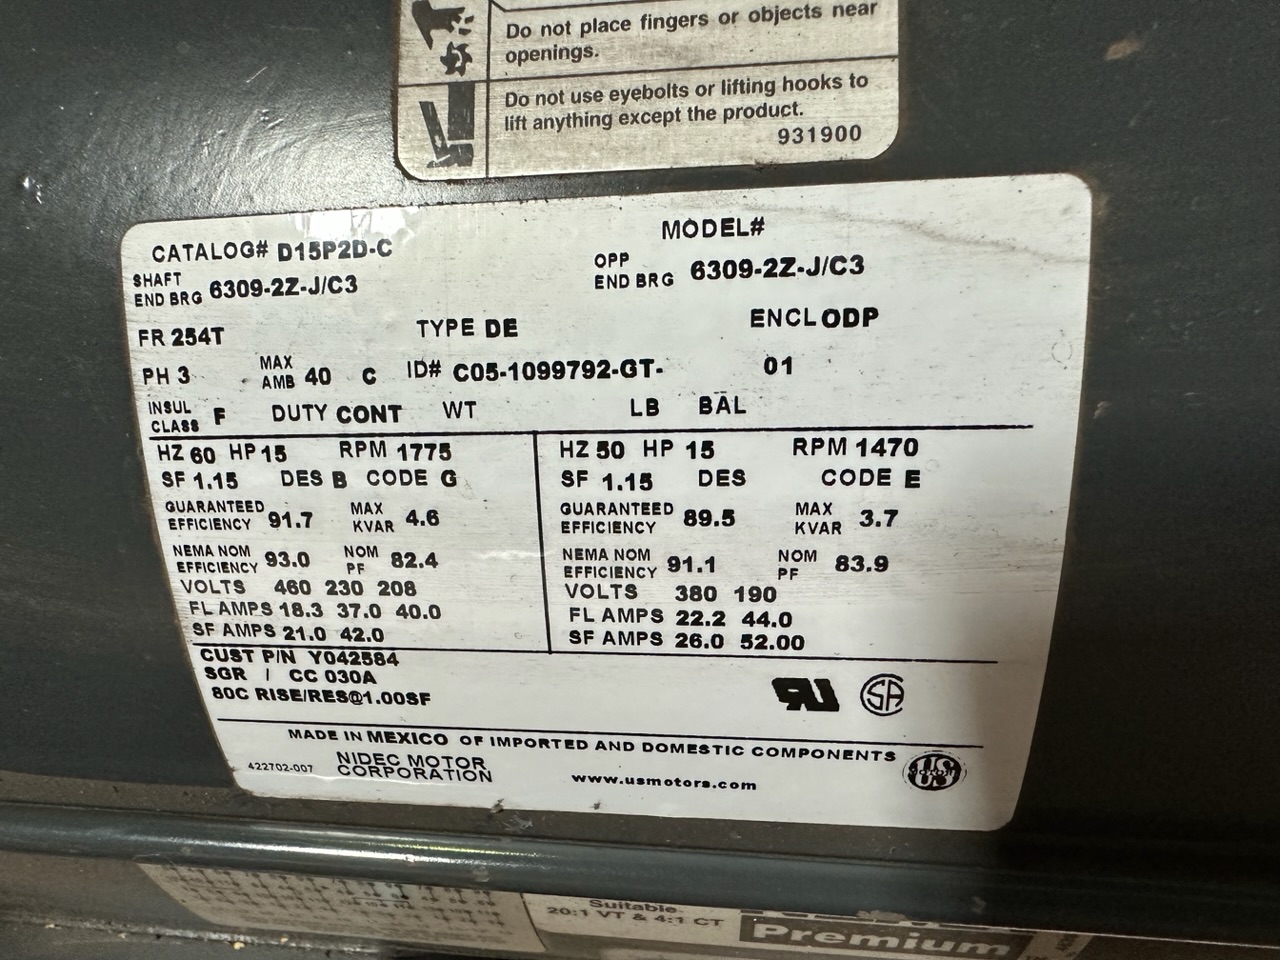 Do not place fingers or objects near
openings.
Do not use eyebolts or lifting hooks to
lift anything except the product.
931900
CATALOG# D15P2D-C MODEL#
SHAFT END BRG 6309-2Z-J/C3 OPP END BRG 6309-2Z-J/C3
FR 254T TYPE DE ENCL ODP
PH 3 MAX AMB 40 C ID# C05-1099792-GT- 01
INSUL CLASS F DUTY CONT WT LB BAL
HZ 60 HP 15 RPM 1775
SF 1.15 DES B CODE G
GUARANTEED EFFICIENCY 91.7 MAX KVAR 4.6
NEMA NOM EFFICIENCY 93.0 NOM PF 82.4
VOLTS 460 230 208
FL AMPS 18.3 37.0 40.0
SF AMPS 21.0 42.0
HZ 50 HP 15 RPM 1470
SF 1.15 DES CODE E
GUARANTEED EFFICIENCY 89.5 MAX KVAR 3.7
NEMA NOM EFFICIENCY 91.1 NOM PF 83.9
VOLTS 380 190
FL AMPS 22.2 44.0
SF AMPS 26.0 52.00
CUST P/N Y042584
SGR / CC 030A
80C RISE/RES@1.00SF
MADE IN MEXICO OF IMPORTED AND DOMESTIC COMPONENTS
422702-007 NIDEC MOTOR CORPORATION www.usmotors.com
US
Suitable
20:1 VT & 4:1 CT
Premium